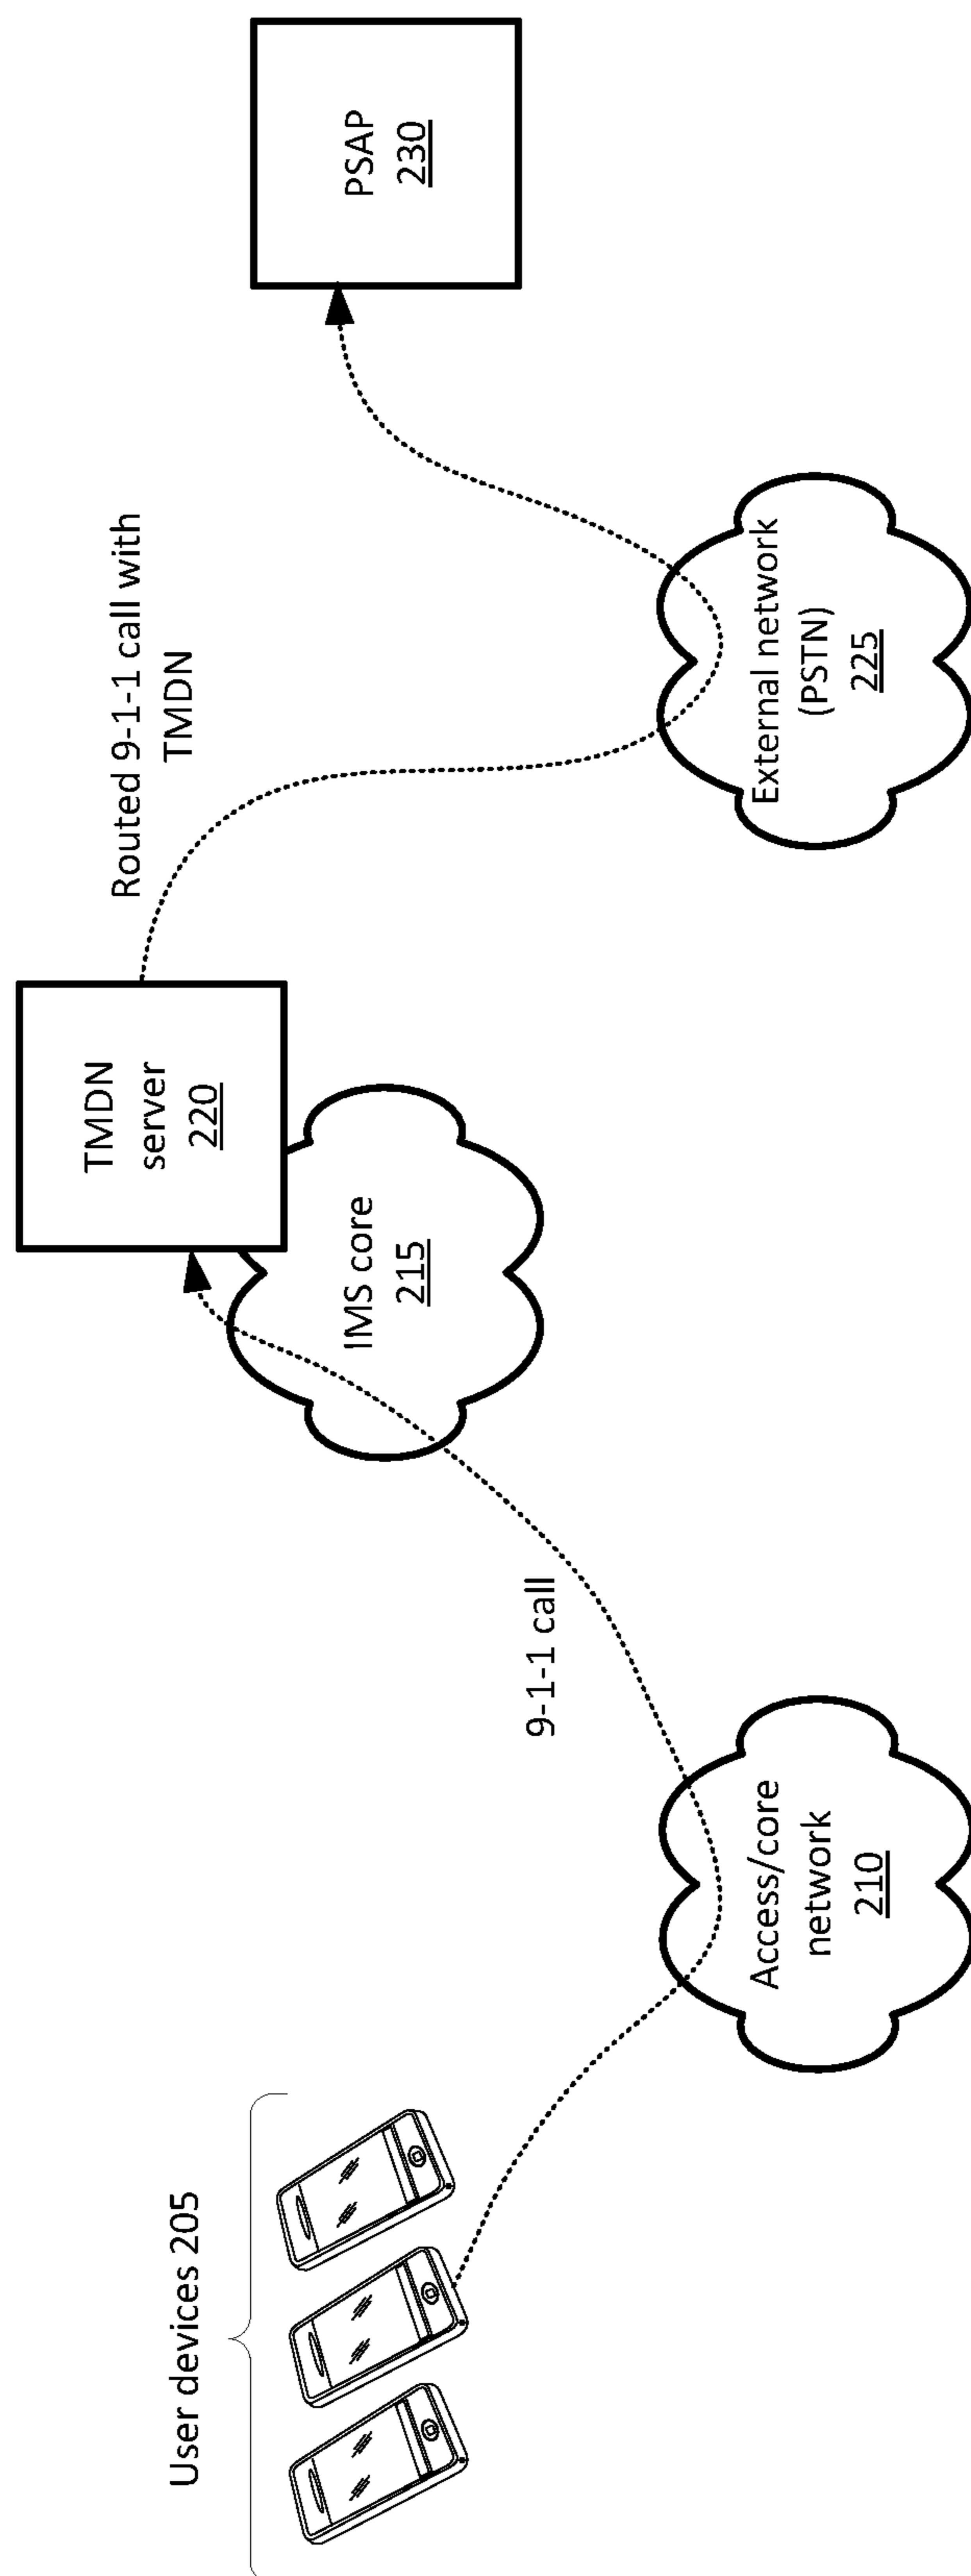 User devices 205
Access/core
network
210
9-1-1 call
IMS core
215
TMDN
server
220
Routed 9-1-1 call with
TMDN
External network
(PSTN)
225
PSAP
230